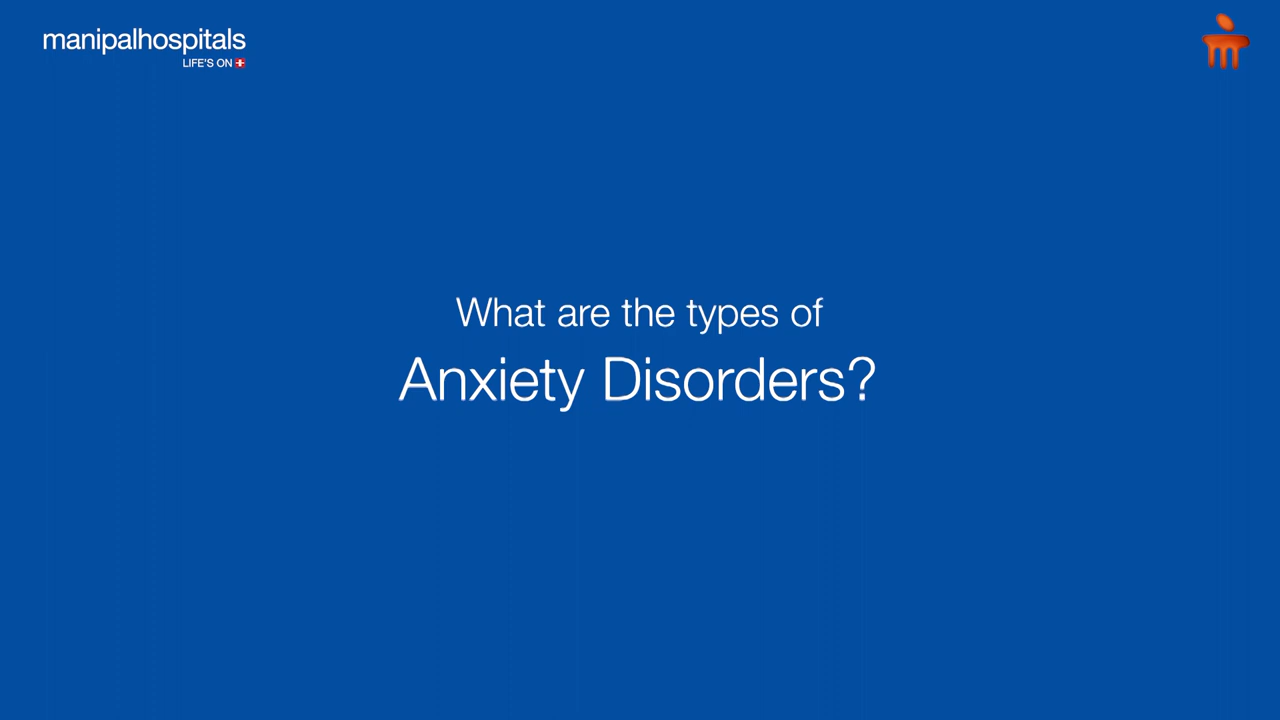 manipalhospitals
LIFE'S ON
What are the types of
Anxiety Disorders?